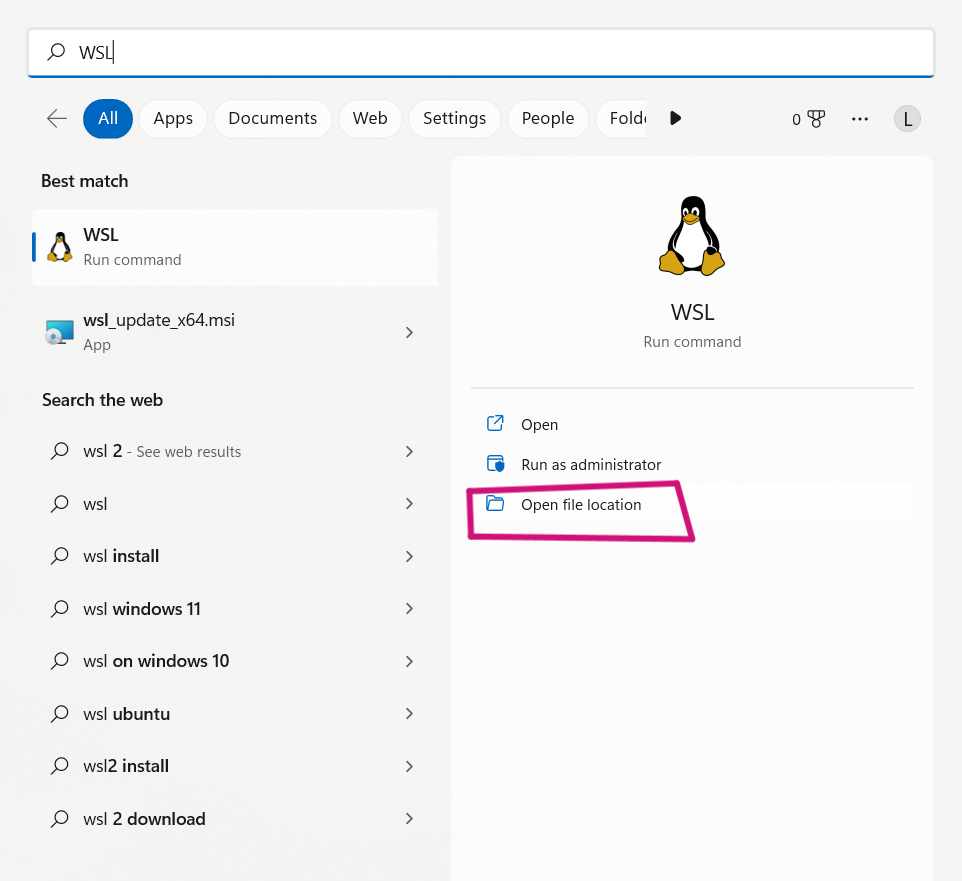 WSL
All Apps Documents Web Settings People Folde 0 L
Best match
WSL
Run command
wsl_update_x64.msi
App
Search the web
wsl 2 - See web results
wsl
wsl install
wsl windows 11
wsl on windows 10
wsl ubuntu
wsl2 install
wsl 2 download
WSL
Run command
Open
Run as administrator
Open file location